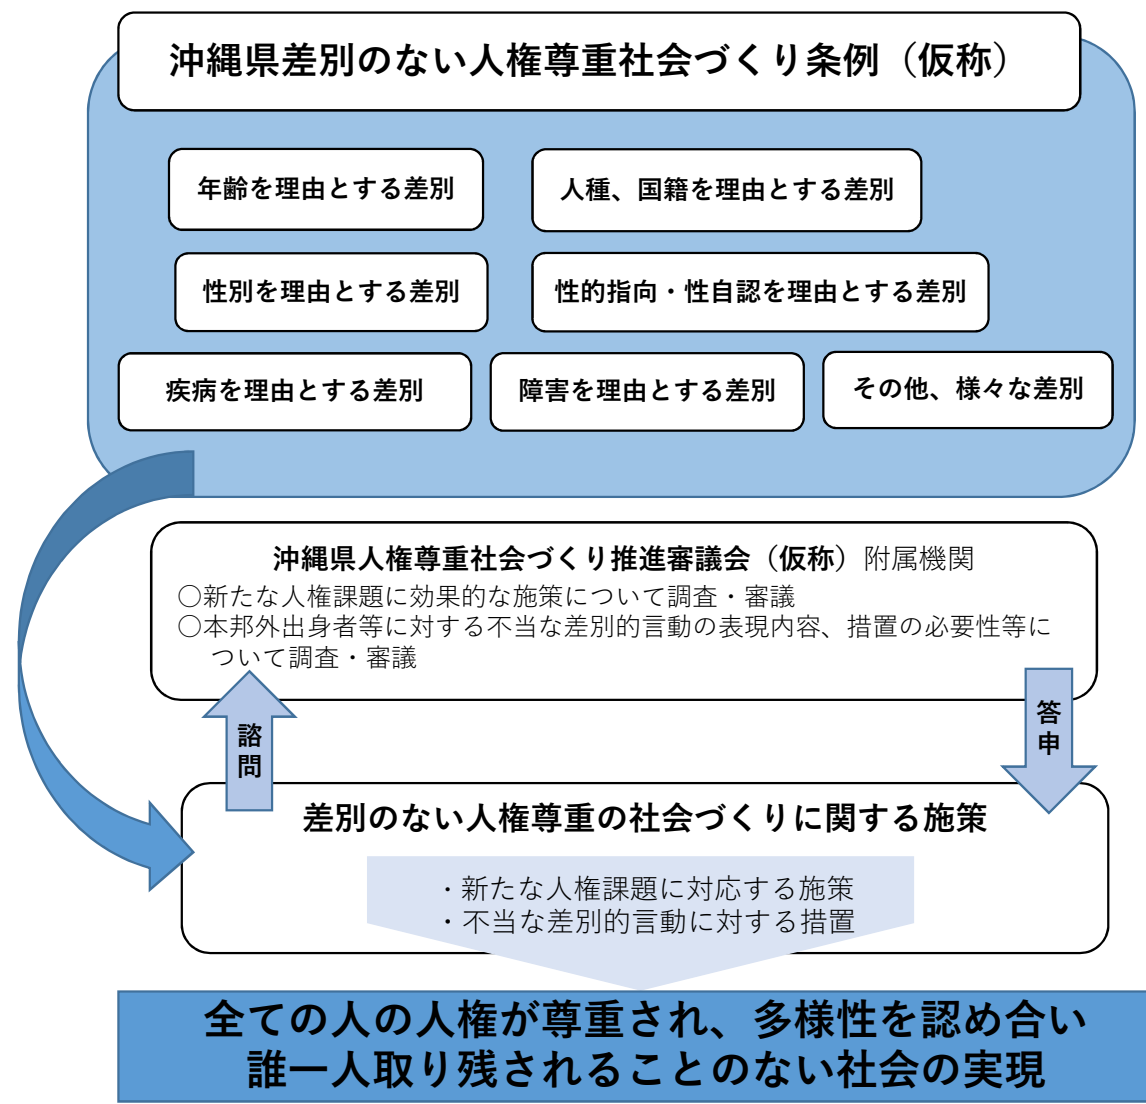 沖縄県差別のない人権尊重社会づくり条例（仮称）
年齢を理由とする差別
人種、国籍を理由とする差別
性別を理由とする差別
性的指向・性自認を理由とする差別
疾病を理由とする差別
障害を理由とする差別
その他、様々な差別
沖縄県人権尊重社会づくり推進審議会（仮称）附属機関
○新たな人権課題に効果的な施策について調査・審議
○本邦外出身者等に対する不当な差別的言動の表現内容、措置の必要性等に
ついて調査・審議
諮問
答申
差別のない人権尊重の社会づくりに関する施策
・新たな人権課題に対応する施策
・不当な差別的言動に対する措置
全ての人の人権が尊重され、多様性を認め合い
誰一人取り残されることのない社会の実現